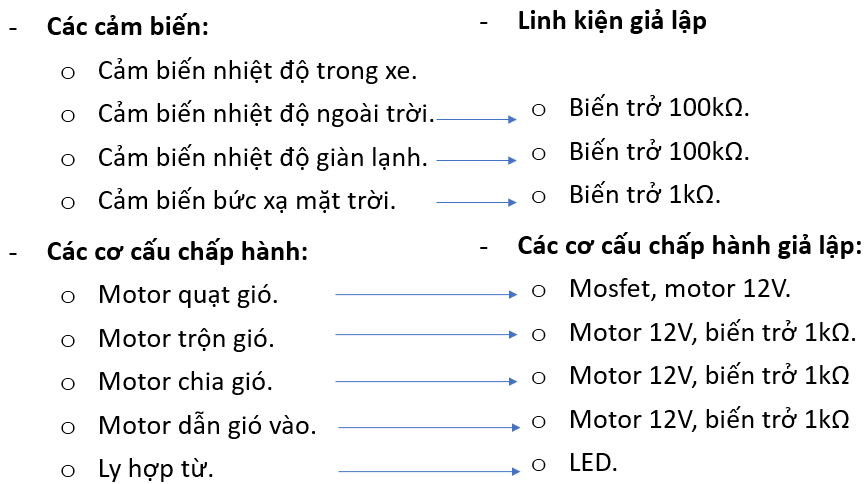 - Các cảm biến:
o Cảm biến nhiệt độ trong xe.
o Cảm biến nhiệt độ ngoài trời.
o Cảm biến nhiệt độ giàn lạnh.
o Cảm biến bức xạ mặt trời.
- Linh kiện giả lập
o Biến trở 100kΩ.
o Biến trở 100kΩ.
o Biến trở 1kΩ.
- Các cơ cấu chấp hành:
o Motor quạt gió.
o Motor trộn gió.
o Motor chia gió.
o Motor dẫn gió vào.
o Ly hợp từ.
- Các cơ cấu chấp hành giả lập:
o Mosfet, motor 12V.
o Motor 12V, biến trở 1kΩ.
o Motor 12V, biến trở 1kΩ
o Motor 12V, biến trở 1kΩ
o LED.